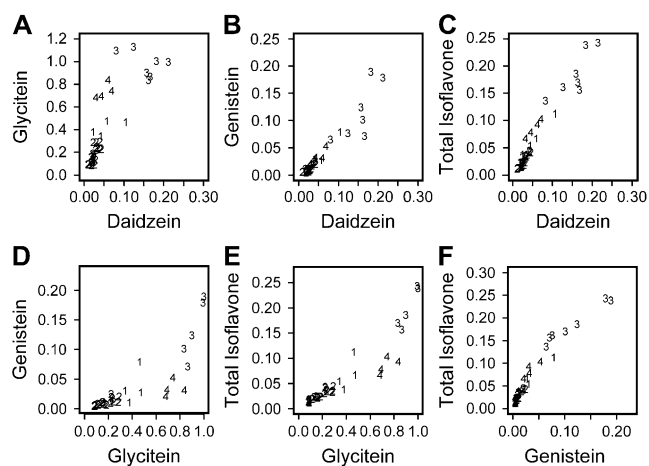 A B C
1.2 0.25 0.25
1.0 0.20 0.20
0.8 0.15 0.15
0.6 0.10 0.10
0.4 0.05 0.05
0.2 0.00 0.00
0.0
Glycitein Genistein Total Isoflavone
0.00 0.10 0.20 0.30 0.00 0.10 0.20 0.30 0.00 0.10 0.20 0.30
Daidzein Daidzein Daidzein
D E F
0.20 0.25 0.30
0.15 0.20 0.25
0.10 0.15 0.20
0.05 0.10 0.15
0.00 0.05 0.10
0.00 0.05
0.00
Genistein Total Isoflavone Total Isoflavone
0.0 0.2 0.4 0.6 0.8 1.0 0.0 0.2 0.4 0.6 0.8 1.0 0.00 0.10 0.20
Glycitein Glycitein Genistein